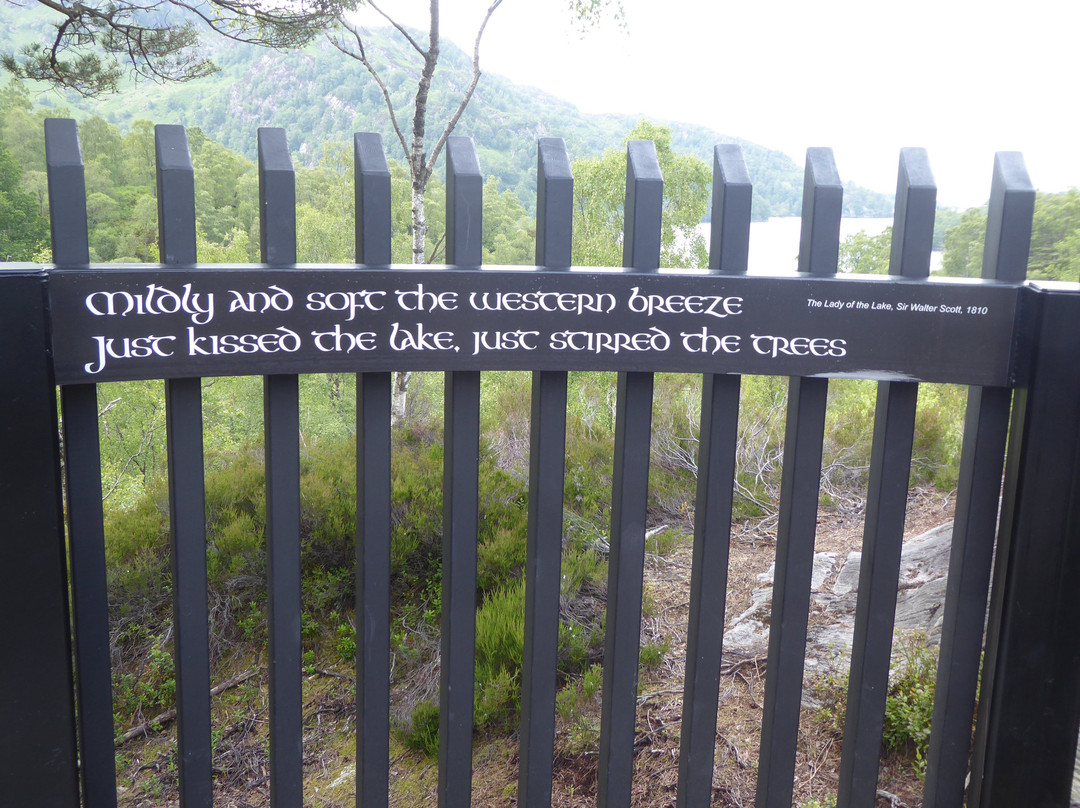 Mildly and soft the western breeze
Just kissed the lake, just stirred the trees
The Lady of the Lake, Sir Walter Scott, 1810